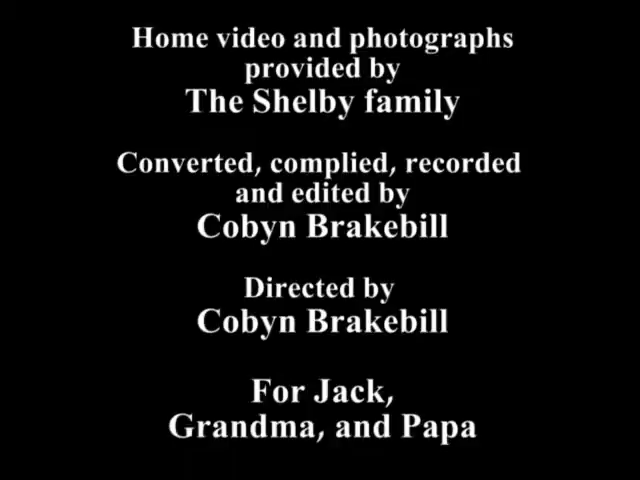 Home video and photographs
provided by
The Shelby family
Converted, complied, recorded
and edited by
Cobyn Brakebill
Directed by
Cobyn Brakebill
For Jack,
Grandma, and Papa